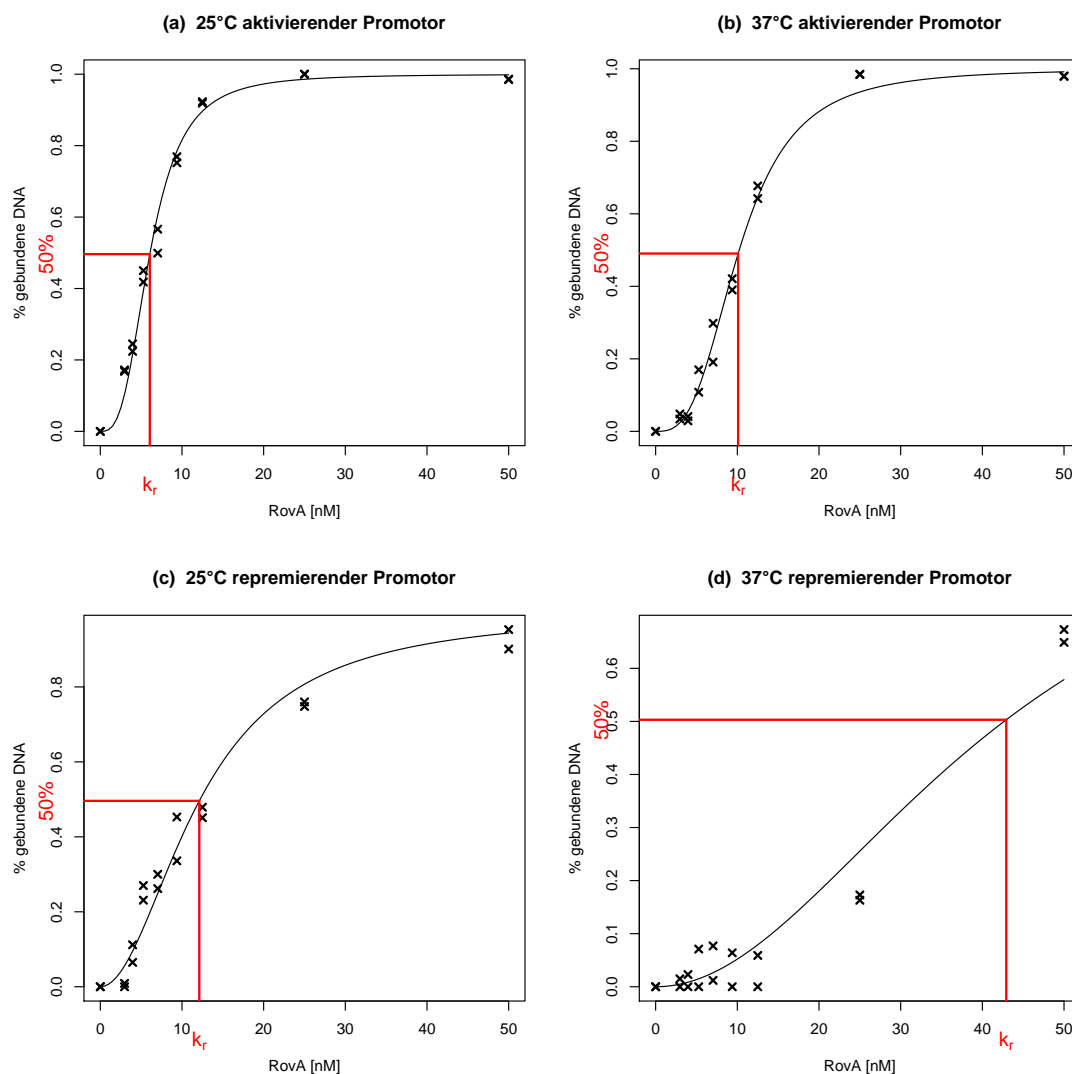 (a)  25°C aktivierender Promotor
1.0
0.8
0.6
0.4
0.2
0.0
% gebundene DNA
50%
0 10 20 30 40 50
k_r
RovA [nM]
(b)  37°C aktivierender Promotor
1.0
0.8
0.6
0.4
0.2
0.0
% gebundene DNA
50%
0 10 20 30 40 50
k_r
RovA [nM]
(c)  25°C repremierender Promotor
0.8
0.6
0.4
0.2
0.0
% gebundene DNA
50%
0 10 20 30 40 50
k_r
RovA [nM]
(d)  37°C repremierender Promotor
0.6
0.5
0.4
0.3
0.2
0.1
0.0
% gebundene DNA
50%
0 10 20 30 40 50
k_r
RovA [nM]